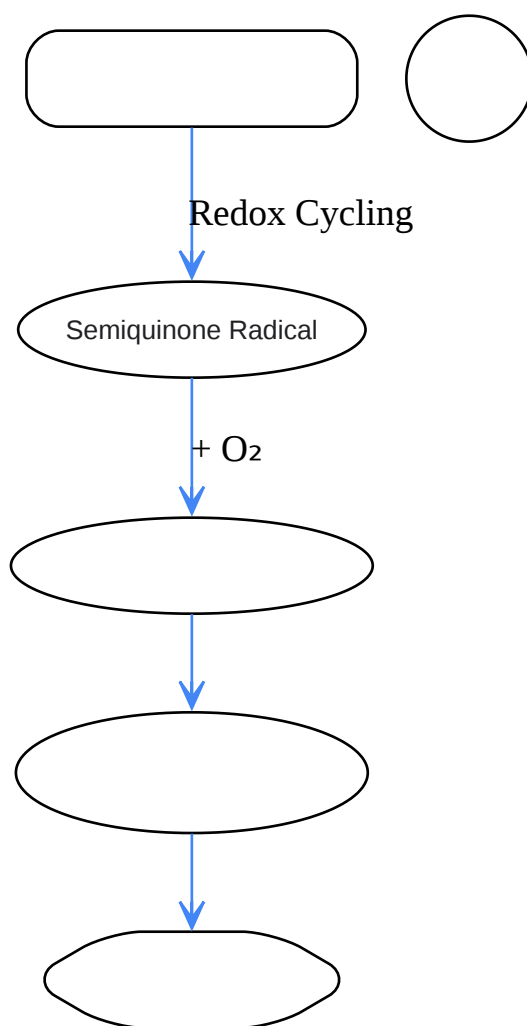 Redox Cycling
Semiquinone Radical
+ O₂